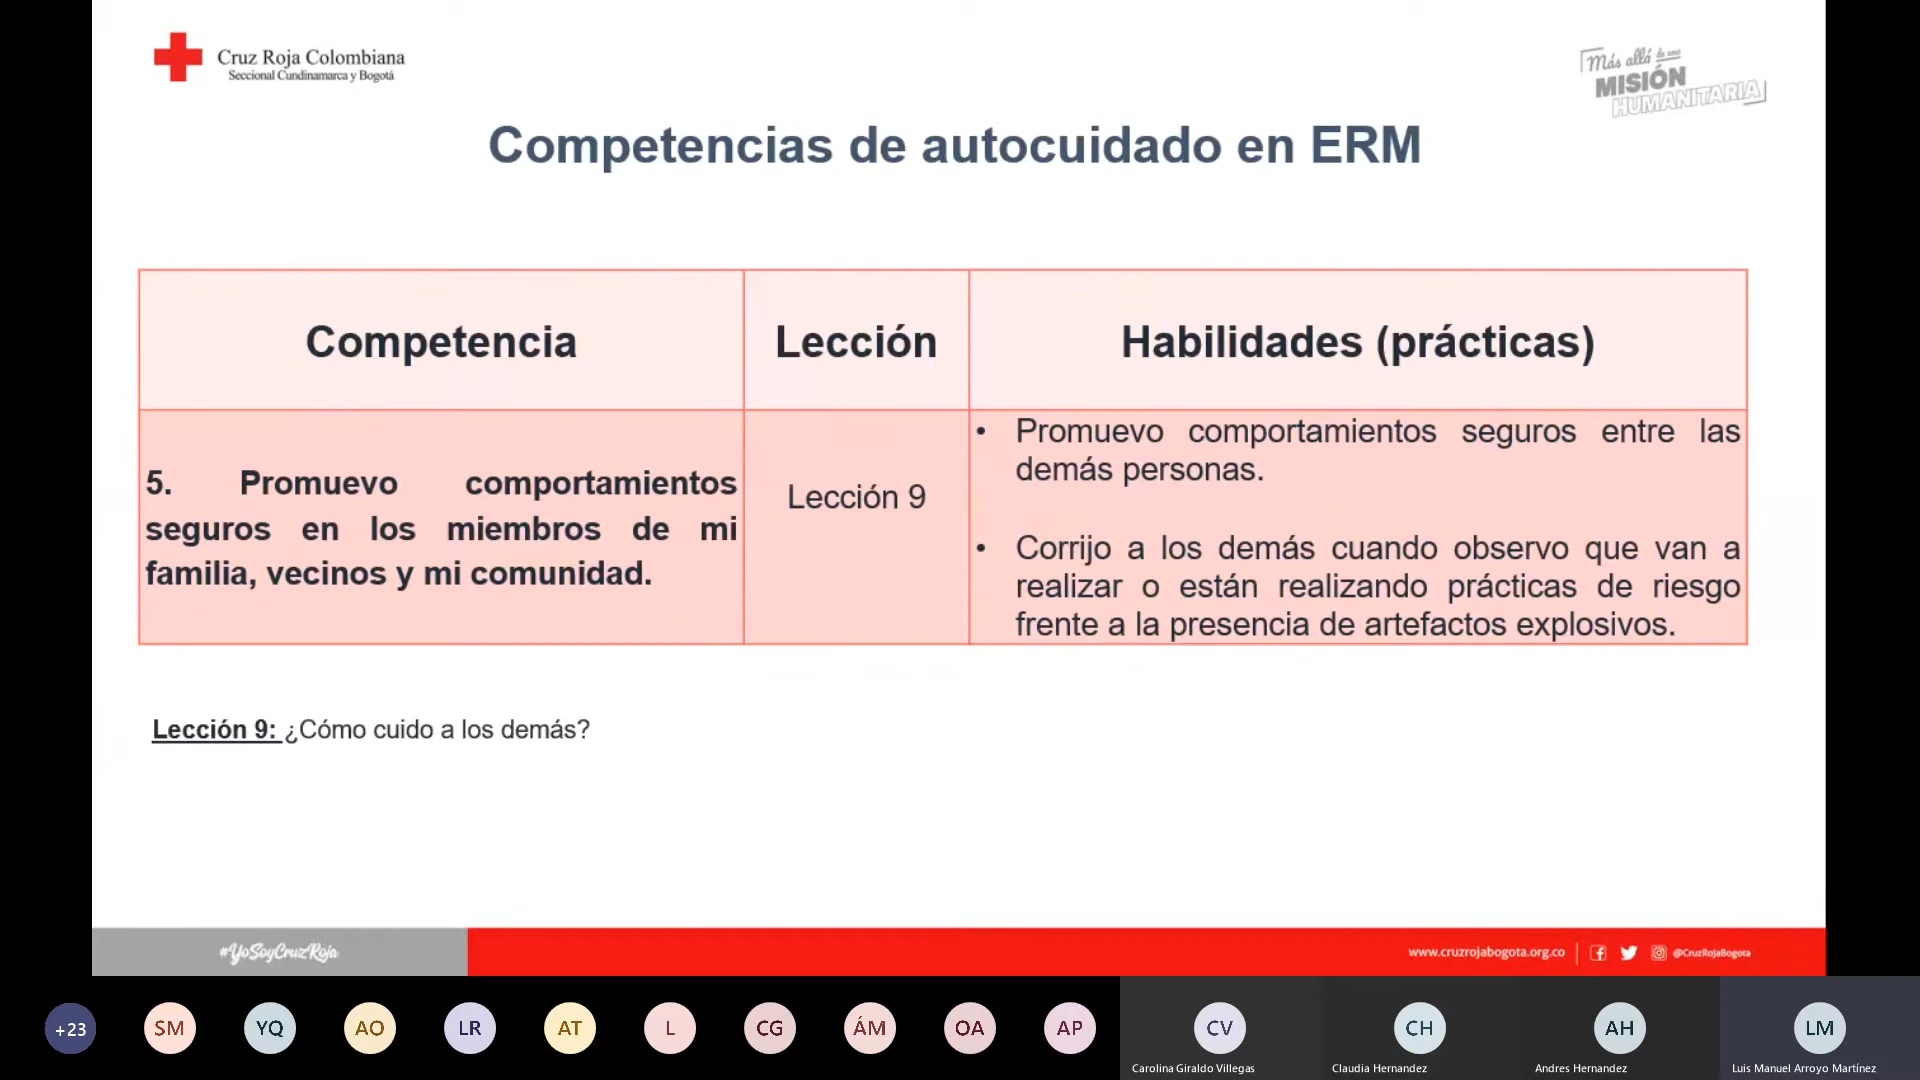 Cruz Roja Colombiana
Seccional Cundinamarca y Bogotá
Más allá de una
MISIÓN
HUMANITARIA
Competencias de autocuidado en ERM
Competencia
Lección
Habilidades (prácticas)
5. Promuevo comportamientos
seguros en los miembros de mi
familia, vecinos y mi comunidad.
Lección 9
• Promuevo comportamientos seguros entre las
demás personas.
• Corrijo a los demás cuando observo que van a
realizar o están realizando prácticas de riesgo
frente a la presencia de artefactos explosivos.
Lección 9: ¿Cómo cuido a los demás?
#YoSoyCruzRoja
www.cruzrojabogota.org.co
@CruzRojaBogota
+23
SM
YQ
AO
LR
AT
L
CG
ÁM
OA
AP
CV
CH
AH
LM
Carolina Giraldo Villegas
Claudia Hernandez
Andres Hernandez
Luis Manuel Arroyo Martínez